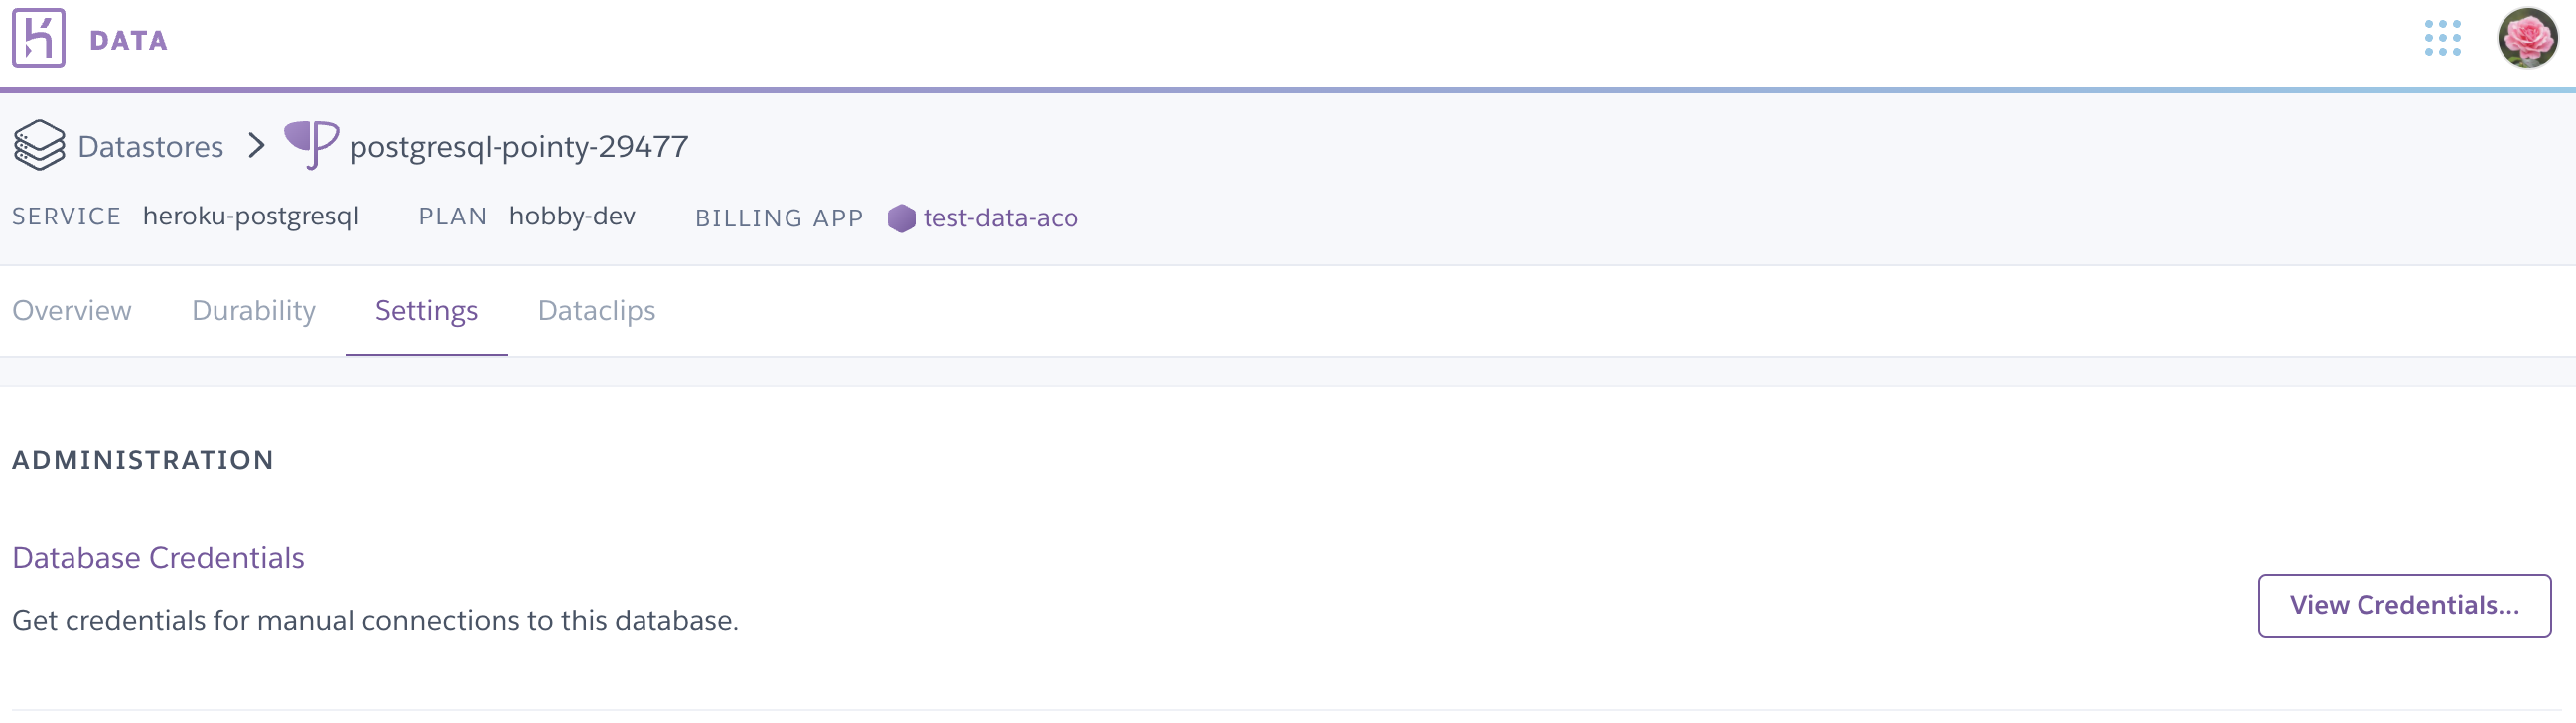 DATA
Datastores > postgresql-pointy-29477
SERVICE heroku-postgresql PLAN hobby-dev BILLING APP test-data-aco
Overview Durability Settings Dataclips
ADMINISTRATION
Database Credentials
Get credentials for manual connections to this database.
View Credentials...